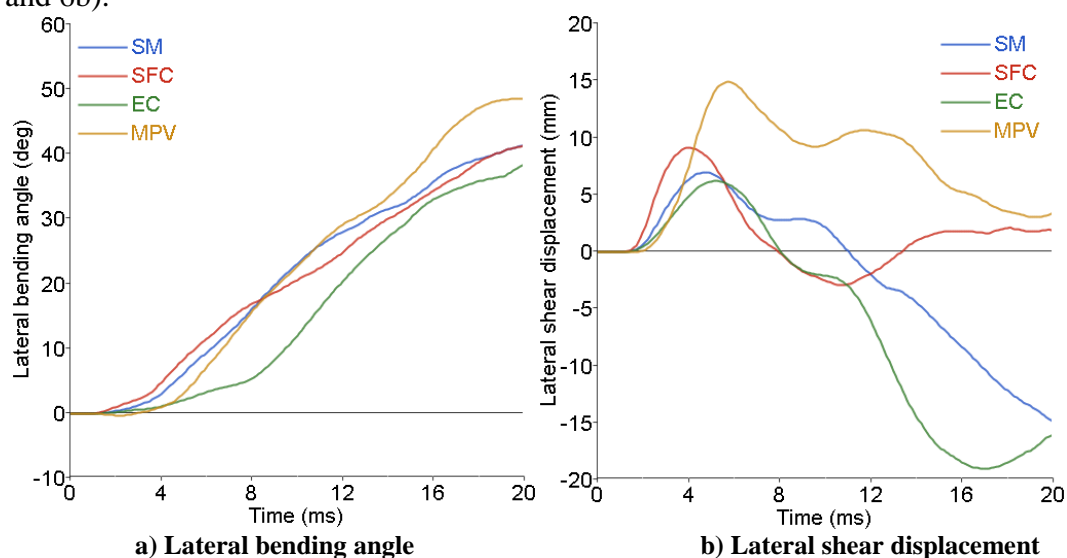 and 6b).
60
50
40
30
20
10
0
-10
Lateral bending angle (deg)
SM
SFC
EC
MPV
0 4 8 12 16 20
Time (ms)
a) Lateral bending angle
20
15
10
5
0
-5
-10
-15
-20
Lateral shear displacement (mm)
SM
SFC
EC
MPV
0 4 8 12 16 20
Time (ms)
b) Lateral shear displacement